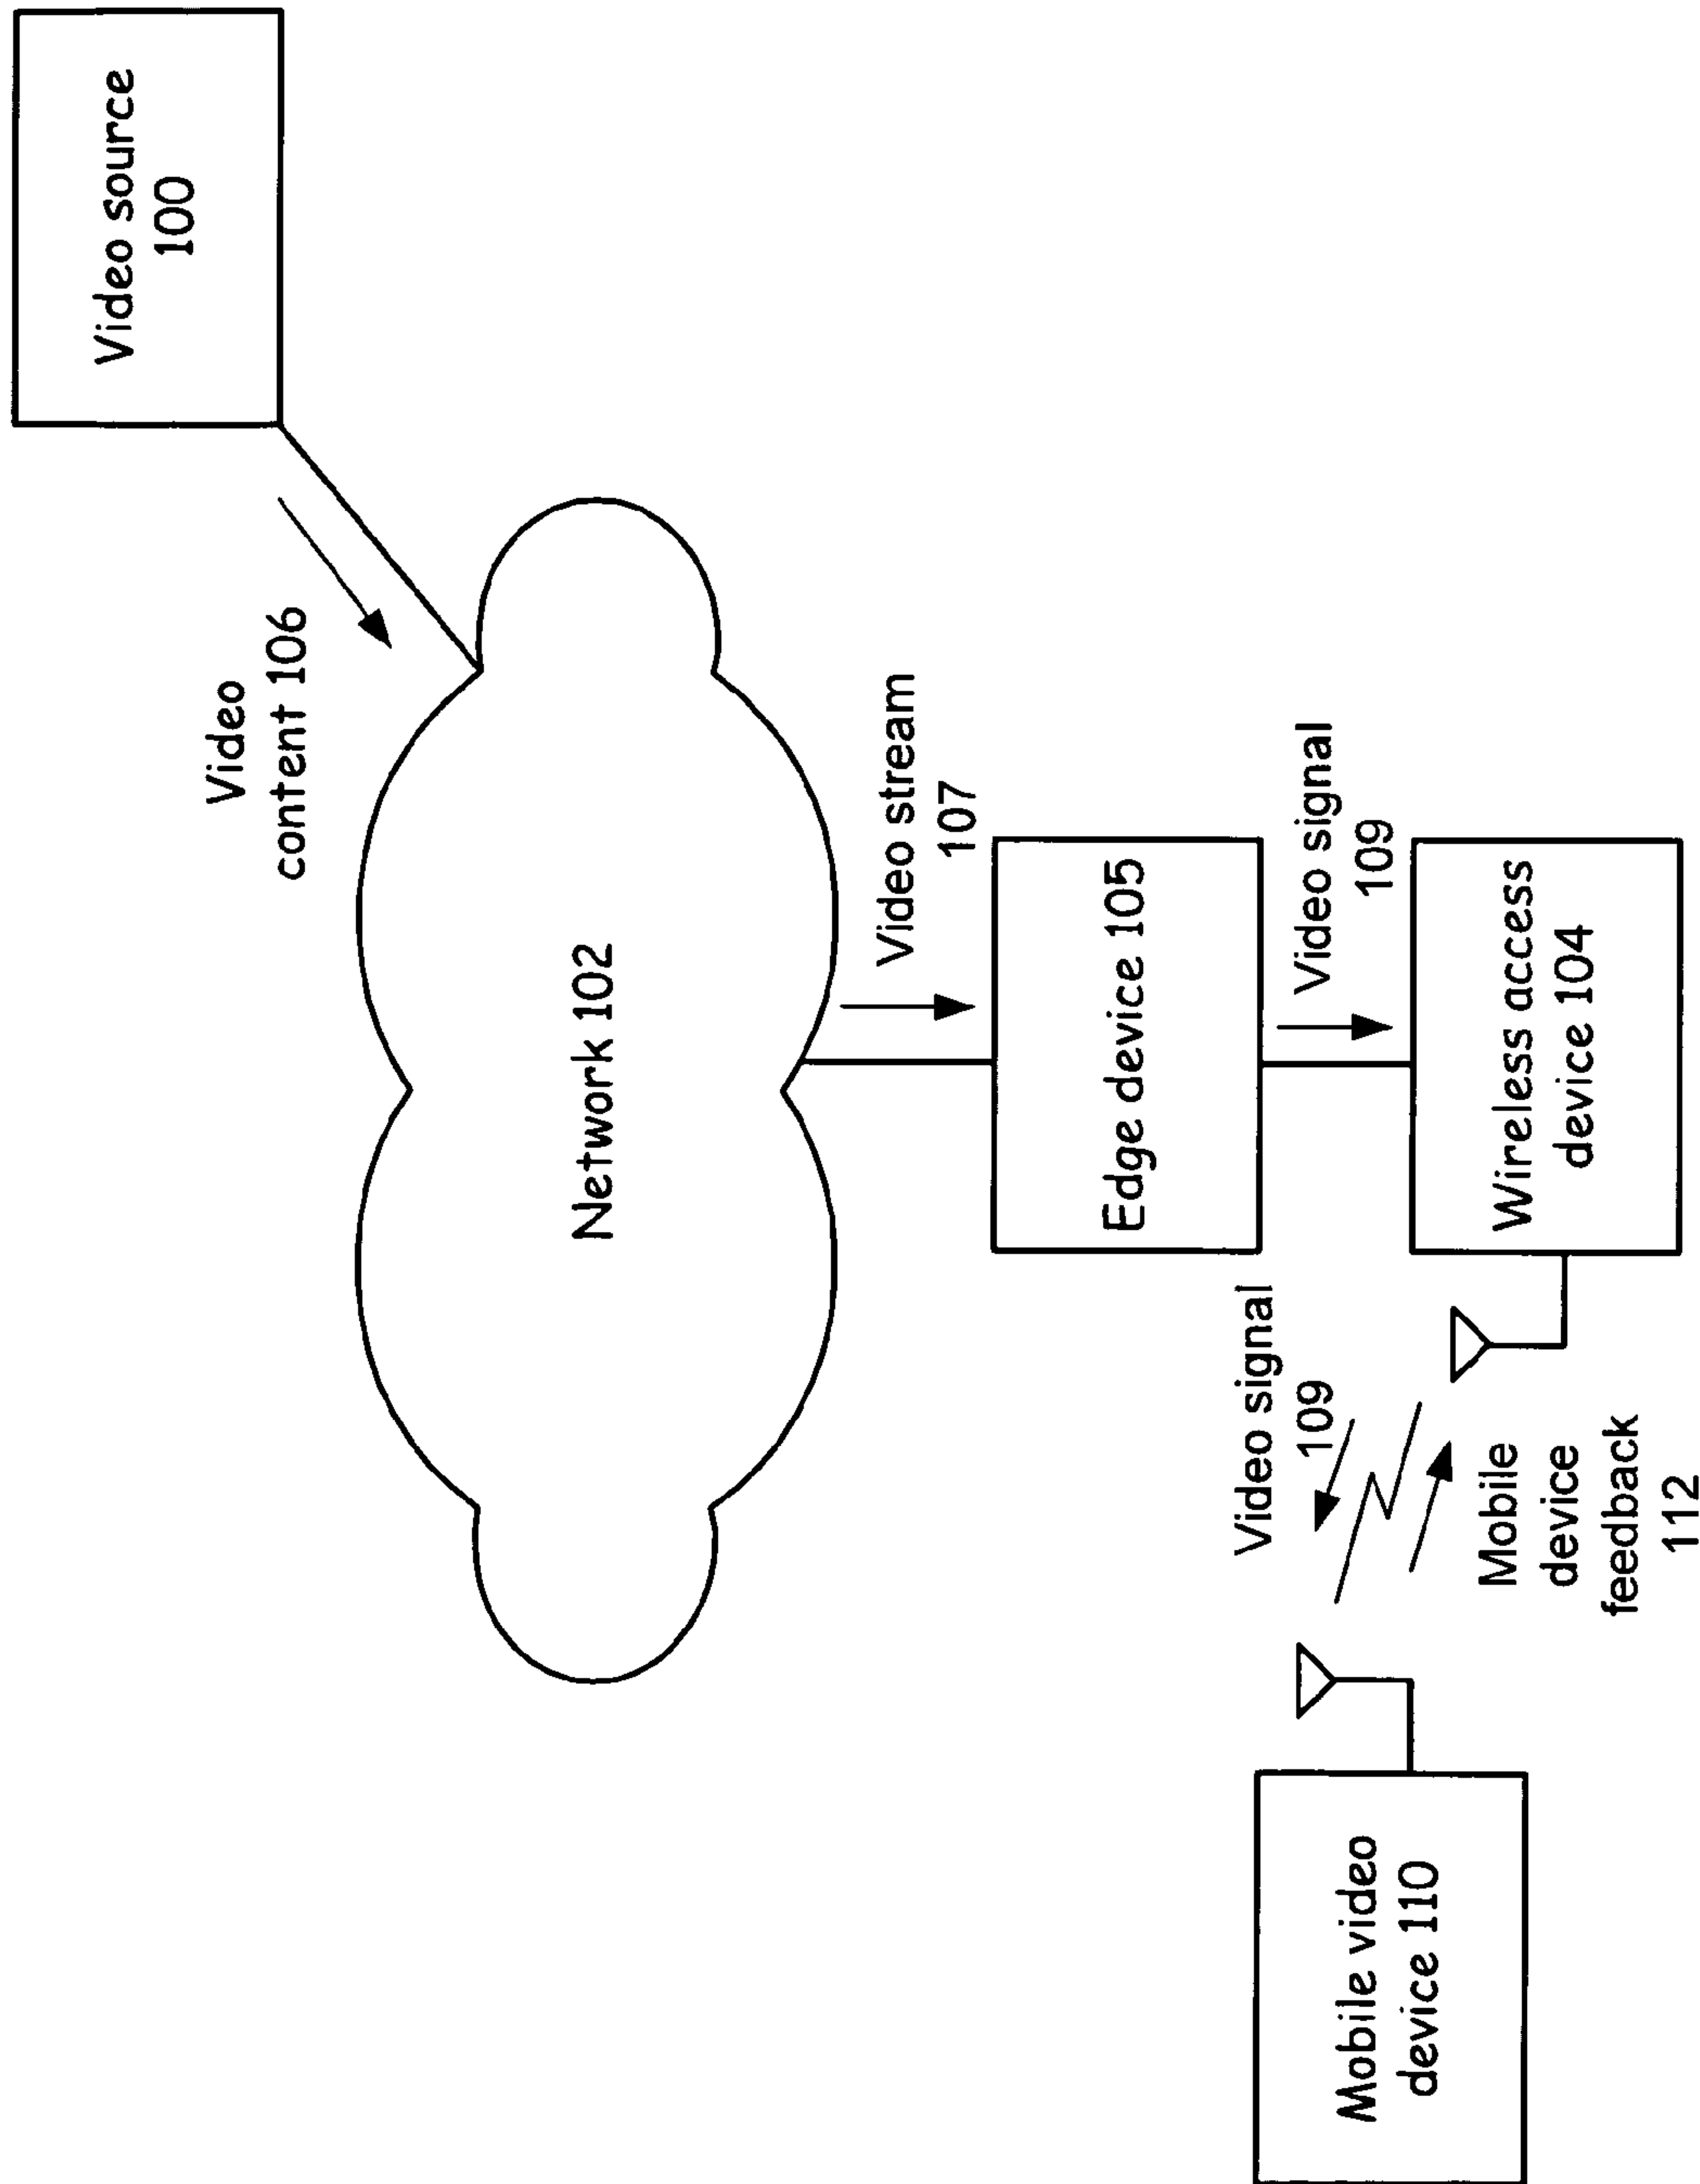 Video source
100
Video
content 106
Network 102
Video stream
107
Edge device 105
Video signal
109
Wireless access
device 104
Video signal
109
Mobile
device
feedback
112
Mobile video
device 110